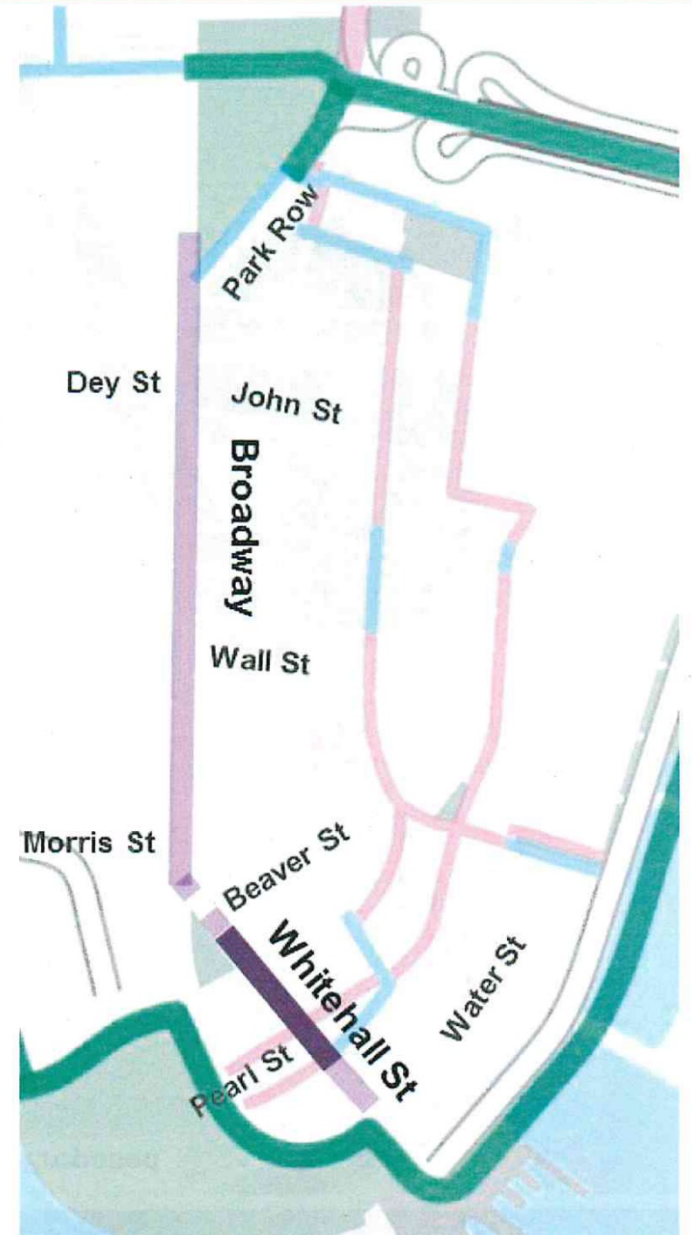 Park Row
Dey St
John St
Broadway
Wall St
Morris St
Beaver St
Whitehall St
Water St
Pearl St